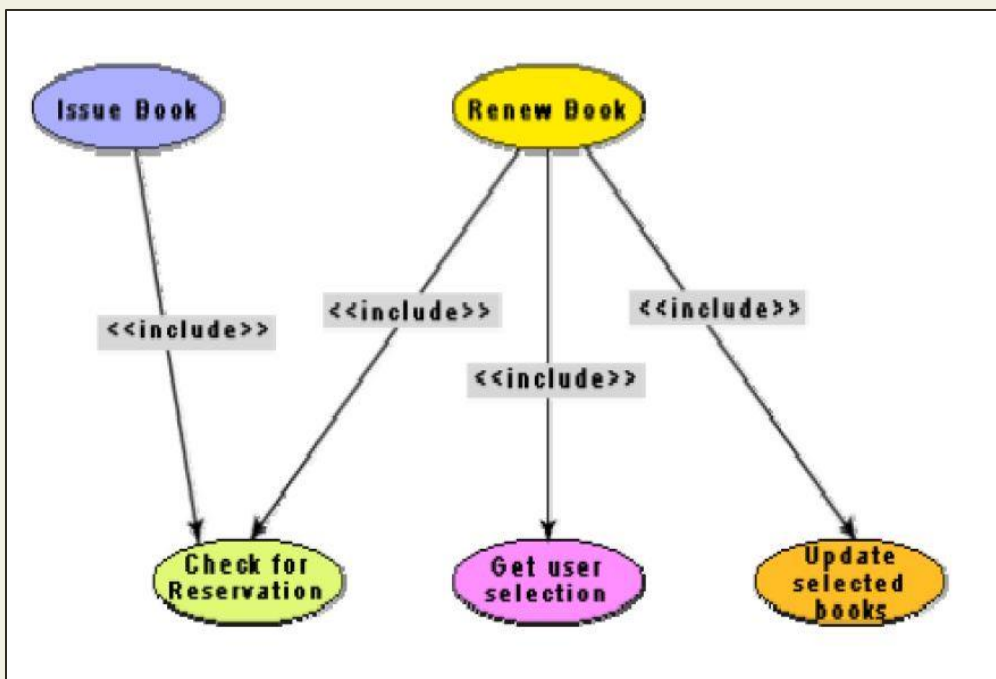 Issue Book
Renew Book
<<include>>
<<include>>
<<include>>
<<include>>
Check for
Reservation
Get user
selection
Update
selected
books